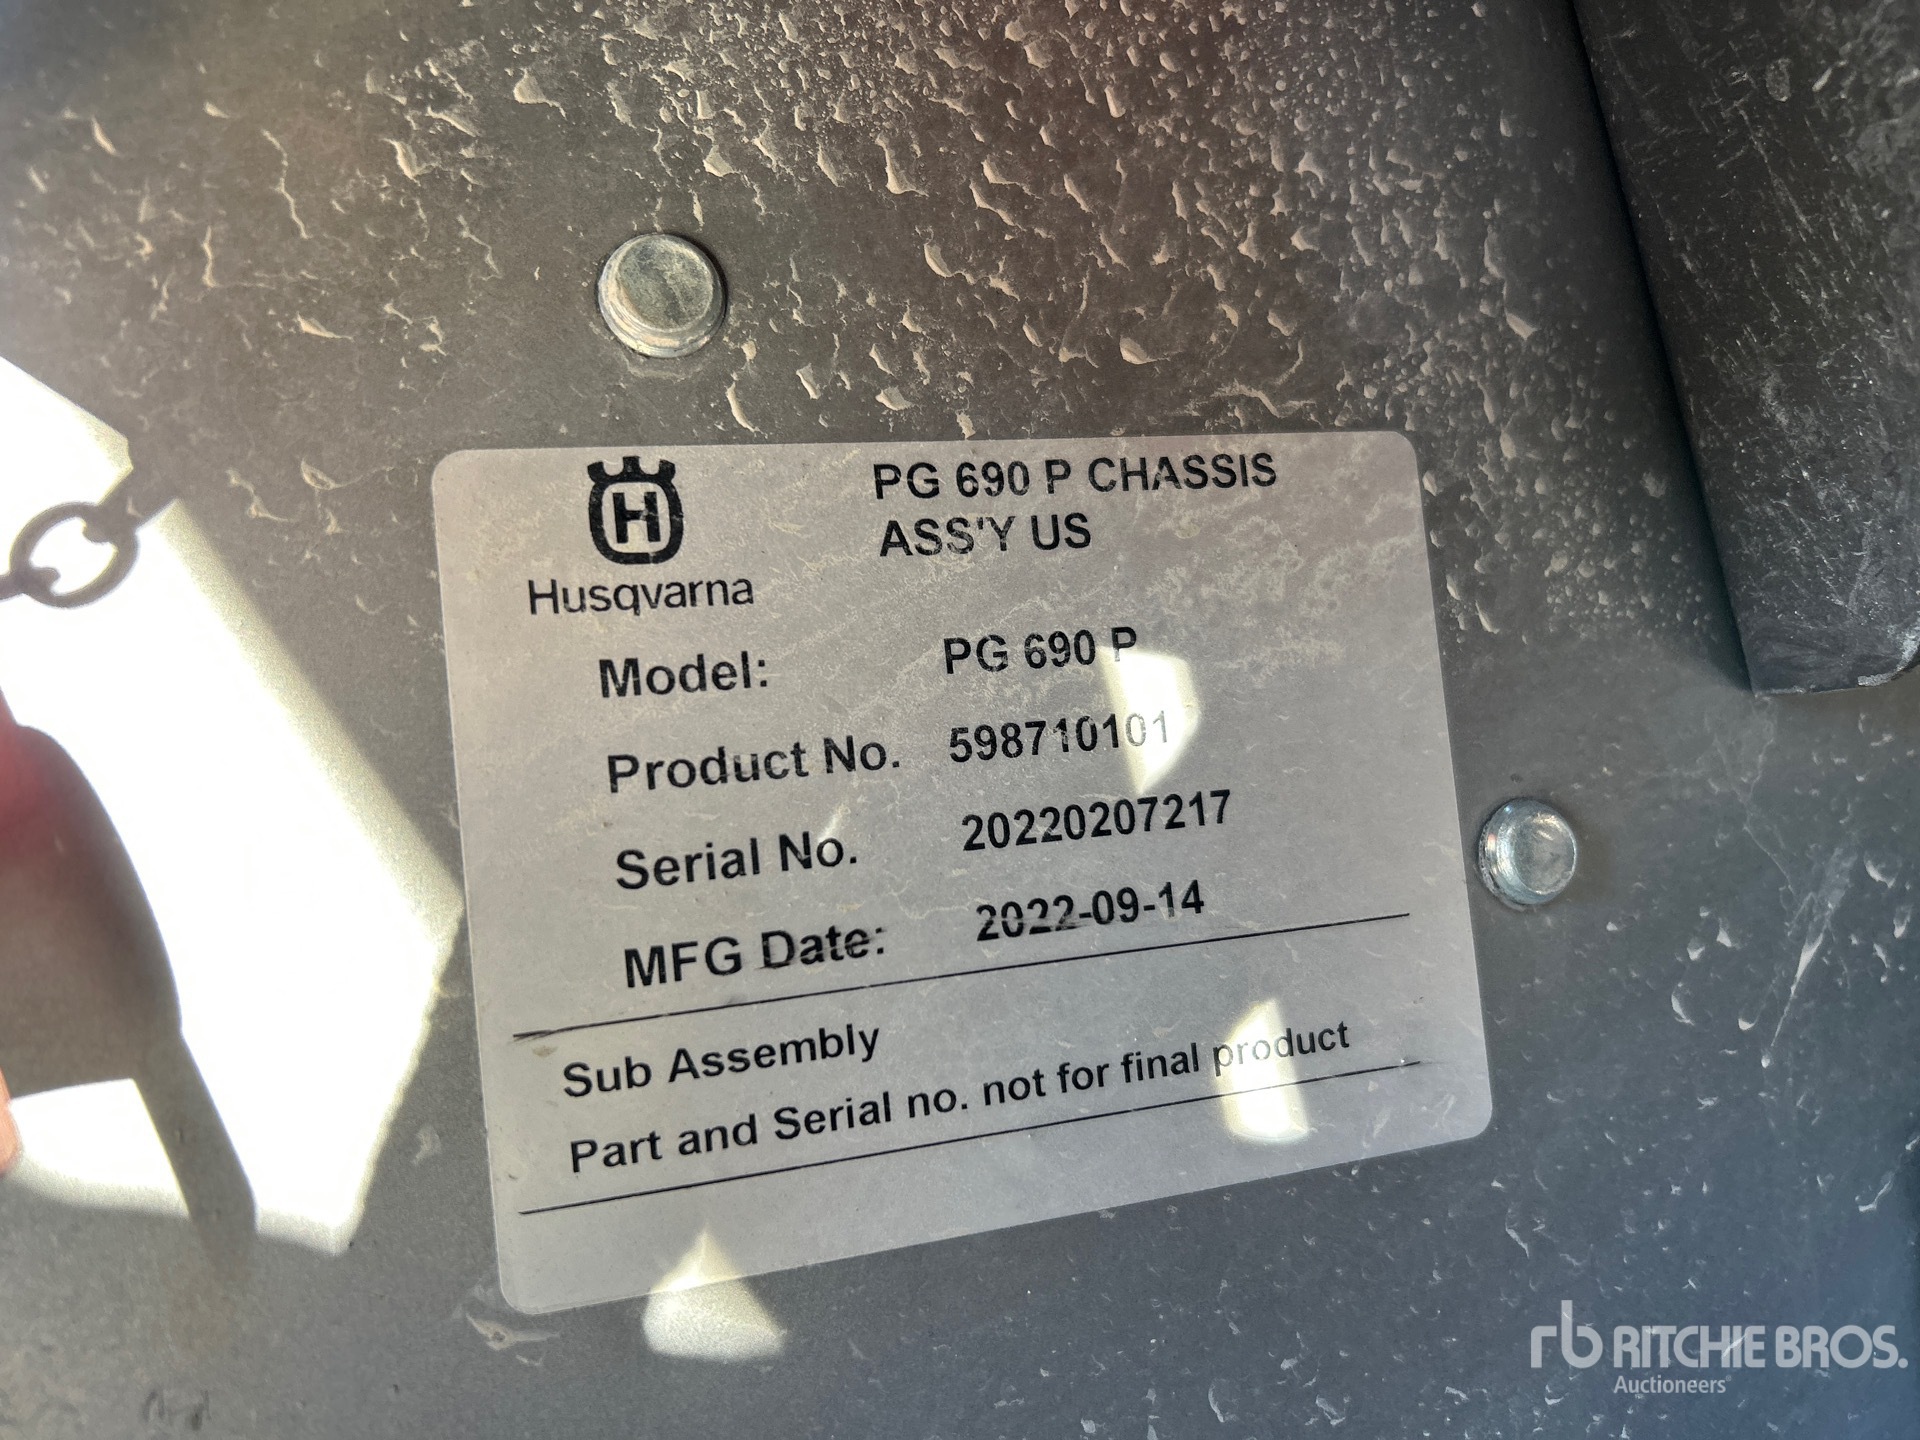 H
Husqvarna
PG 690 P CHASSIS
ASS'Y US
Model: PG 690 P
Product No. 598710101
Serial No. 20220207217
MFG Date: 2022-09-14
Sub Assembly
Part and Serial no. not for final product
rb RITCHIE BROS.
Auctioneers